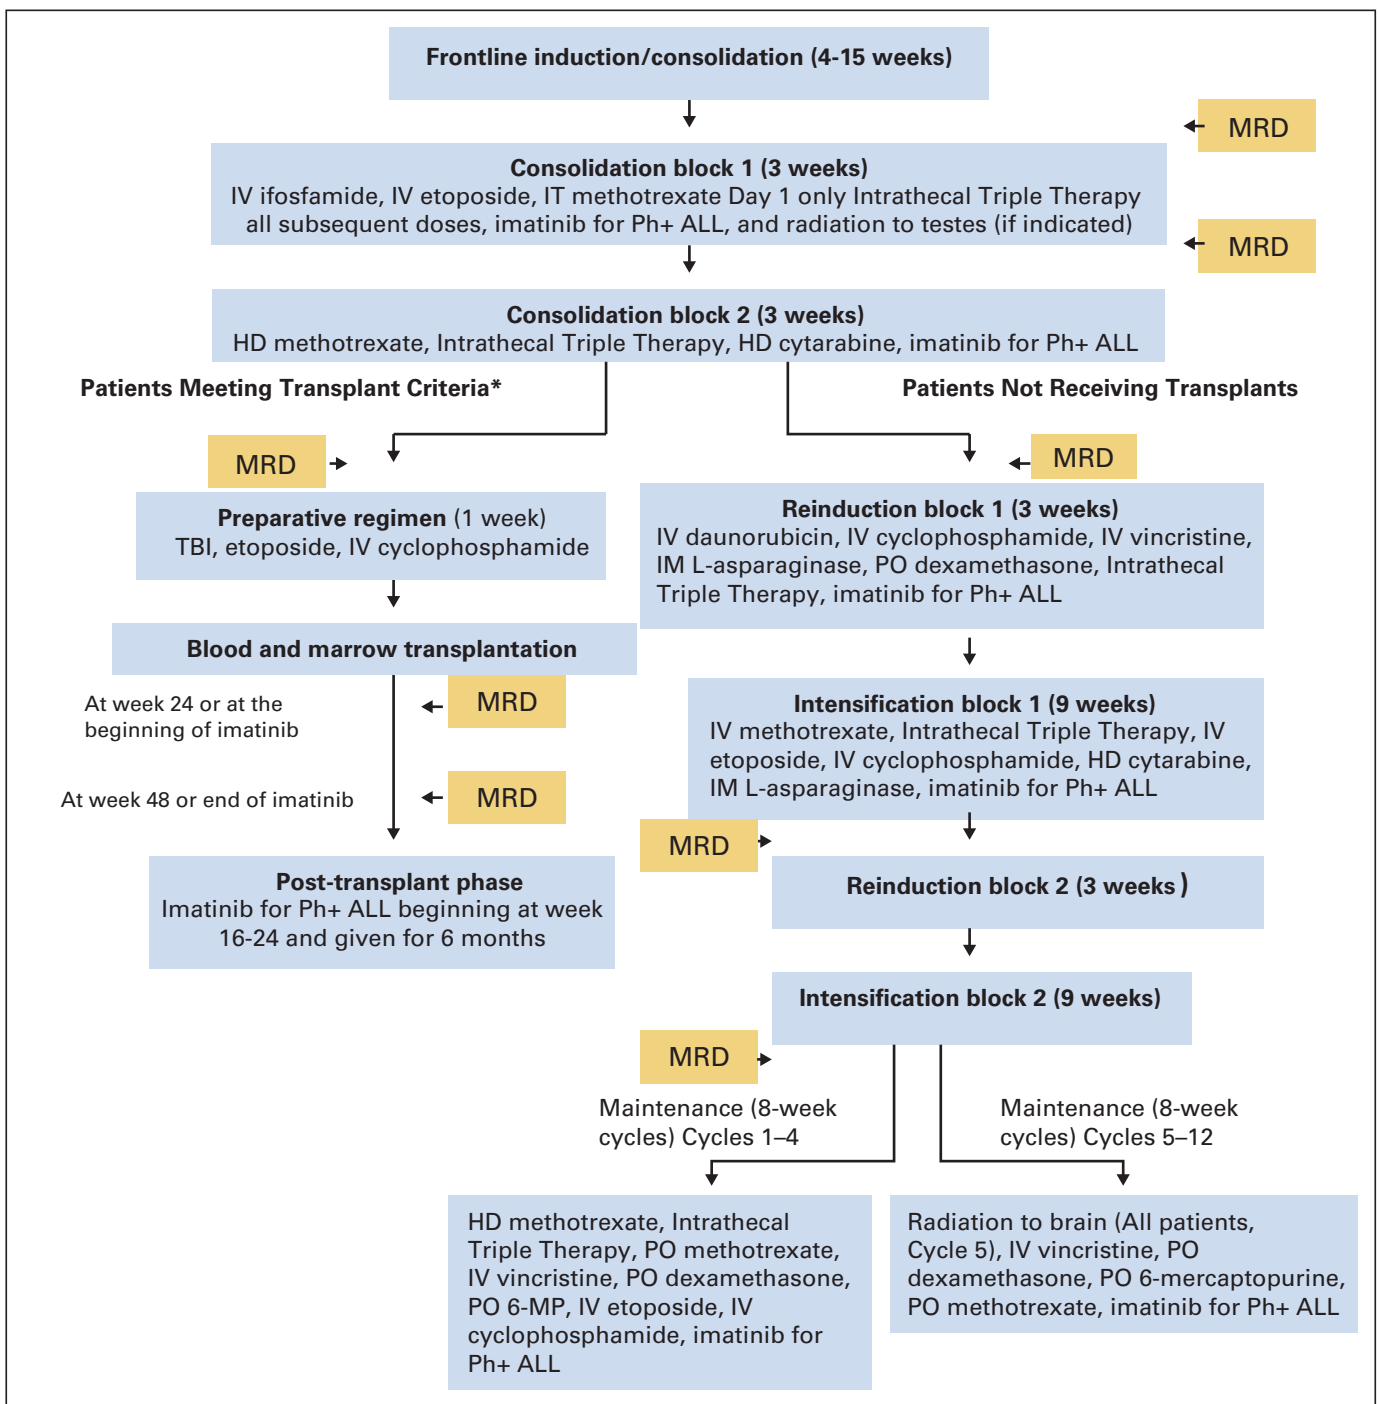 Frontline induction/consolidation (4-15 weeks)
MRD
Consolidation block 1 (3 weeks)
IV ifosfamide, IV etoposide, IT methotrexate Day 1 only Intrathecal Triple Therapy
all subsequent doses, imatinib for Ph+ ALL, and radiation to testes (if indicated)
MRD
Consolidation block 2 (3 weeks)
HD methotrexate, Intrathecal Triple Therapy, HD cytarabine, imatinib for Ph+ ALL
Patients Meeting Transplant Criteria*
MRD
Preparative regimen (1 week)
TBI, etoposide, IV cyclophosphamide
Blood and marrow transplantation
At week 24 or at the
beginning of imatinib
MRD
At week 48 or end of imatinib
MRD
Post-transplant phase
Imatinib for Ph+ ALL beginning at week
16-24 and given for 6 months
Patients Not Receiving Transplants
MRD
Reinduction block 1 (3 weeks)
IV daunorubicin, IV cyclophosphamide, IV vincristine,
IM L-asparaginase, PO dexamethasone, Intrathecal
Triple Therapy, imatinib for Ph+ ALL
Intensification block 1 (9 weeks)
IV methotrexate, Intrathecal Triple Therapy, IV
etoposide, IV cyclophosphamide, HD cytarabine,
IM L-asparaginase, imatinib for Ph+ ALL
MRD
Reinduction block 2 (3 weeks)
Intensification block 2 (9 weeks)
MRD
Maintenance (8-week
cycles) Cycles 1–4
HD methotrexate, Intrathecal
Triple Therapy, PO methotrexate,
IV vincristine, PO dexamethasone,
PO 6-MP, IV etoposide, IV
cyclophosphamide, imatinib for
Ph+ ALL
Maintenance (8-week
cycles) Cycles 5–12
Radiation to brain (All patients,
Cycle 5), IV vincristine, PO
dexamethasone, PO 6-mercaptopurine,
PO methotrexate, imatinib for Ph+ ALL